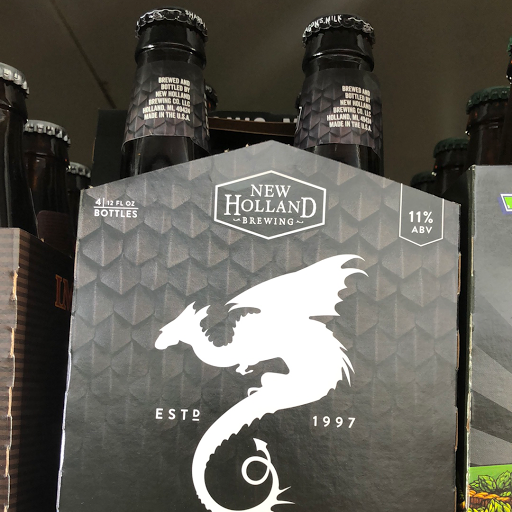 BREWED AND
BOTTLED BY
NEW HOLLAND
BREWING CO. LLC
HOLLAND, MI. 49424
MADE IN THE U.S.A.
BREWED AND
BOTTLED BY
NEW HOLLAND
BREWING CO. LLC
HOLLAND, MI. 49424
MADE IN THE U.S.A.
4 | 12 FL OZ
BOTTLES
NEW
HOLLAND
BREWING
11%
ABV
ESTD
1997